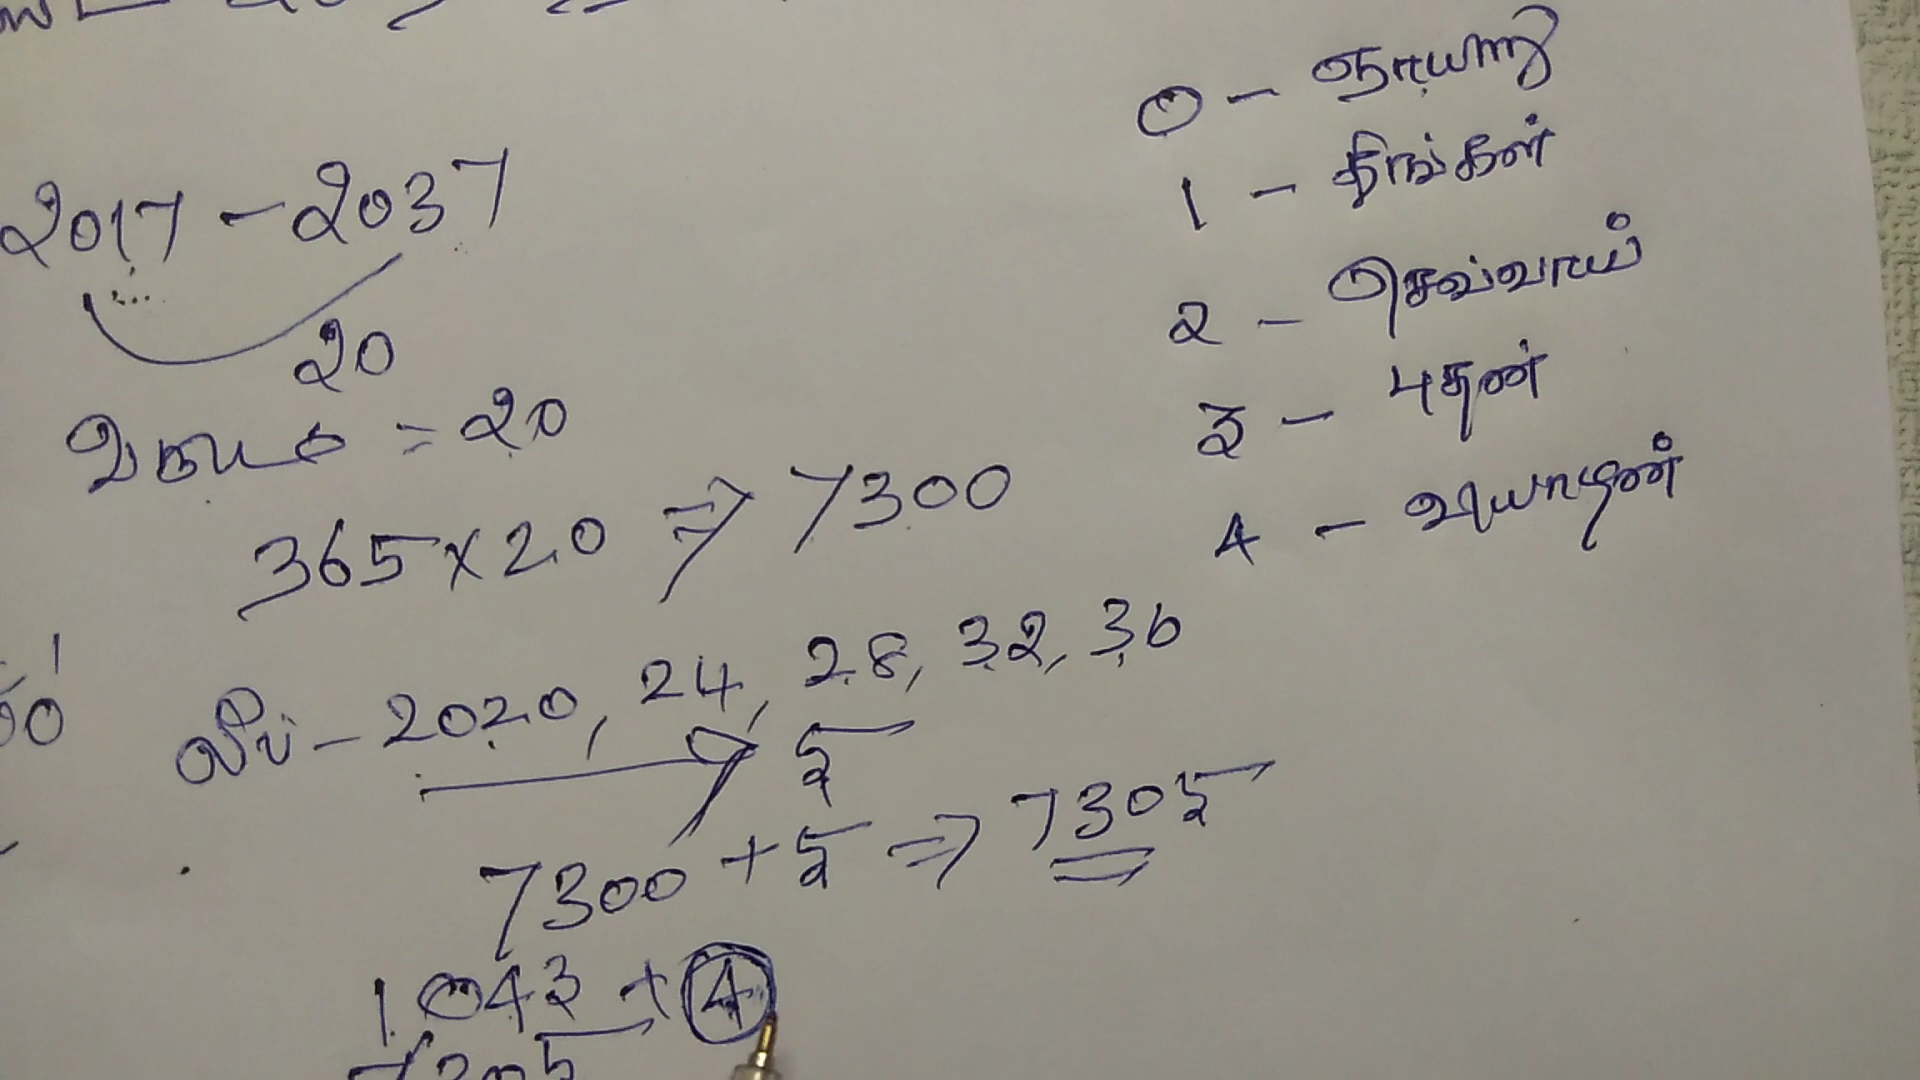 2017 - 2037
20
வருடம் = 20
365 x 20 => 7300
லீப் - 2020, 24, 28, 32, 36
5
7300 + 5 => 7305
1043 + 4
7305
0 - ஞாயிறு
1 - திங்கள்
2 - செவ்வாய்
3 - புதன்
4 - வியாழன்